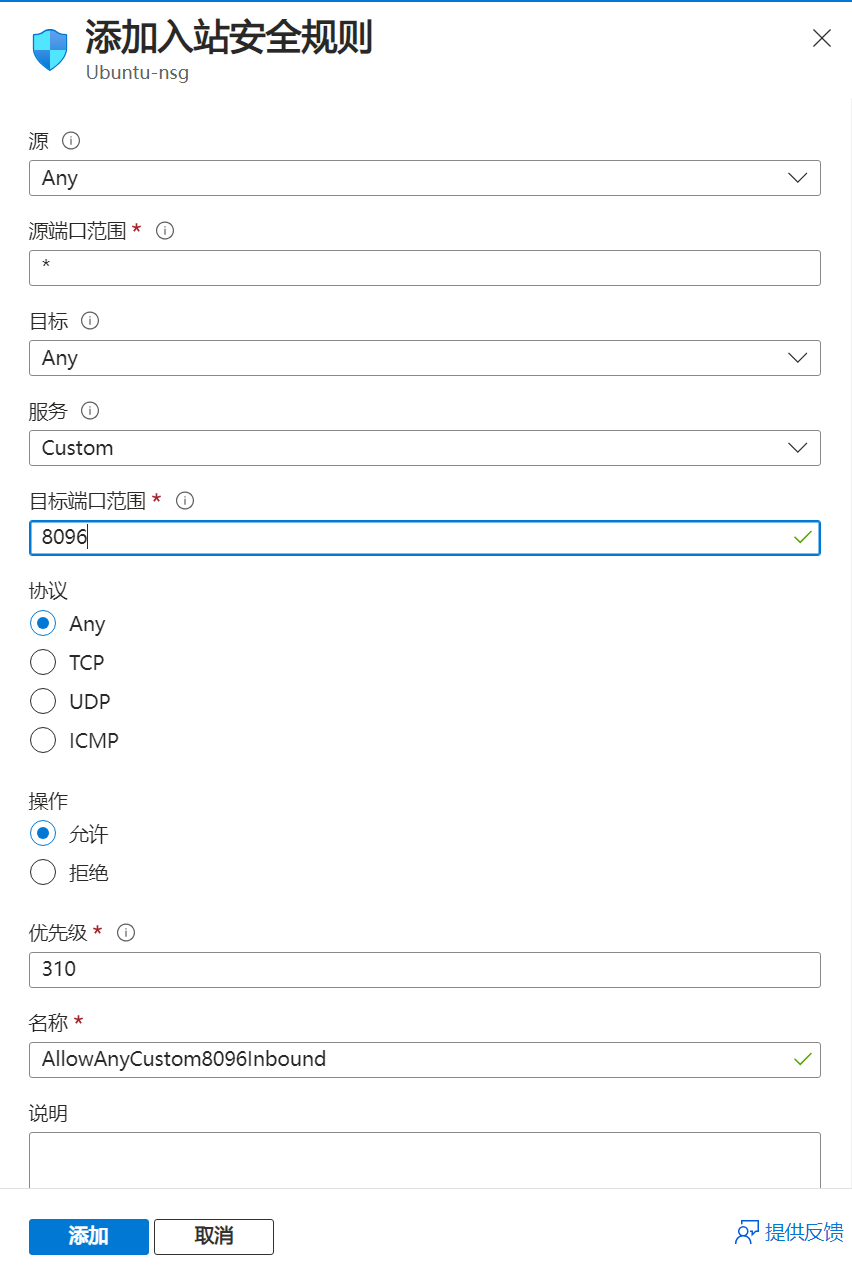 添加入站安全规则
Ubuntu-nsg
源
Any
源端口范围 *
*
目标
Any
服务
Custom
目标端口范围 *
8096
协议
Any
TCP
UDP
ICMP
操作
允许
拒绝
优先级 *
310
名称 *
AllowAnyCustom8096Inbound
说明
添加 取消 提供反馈